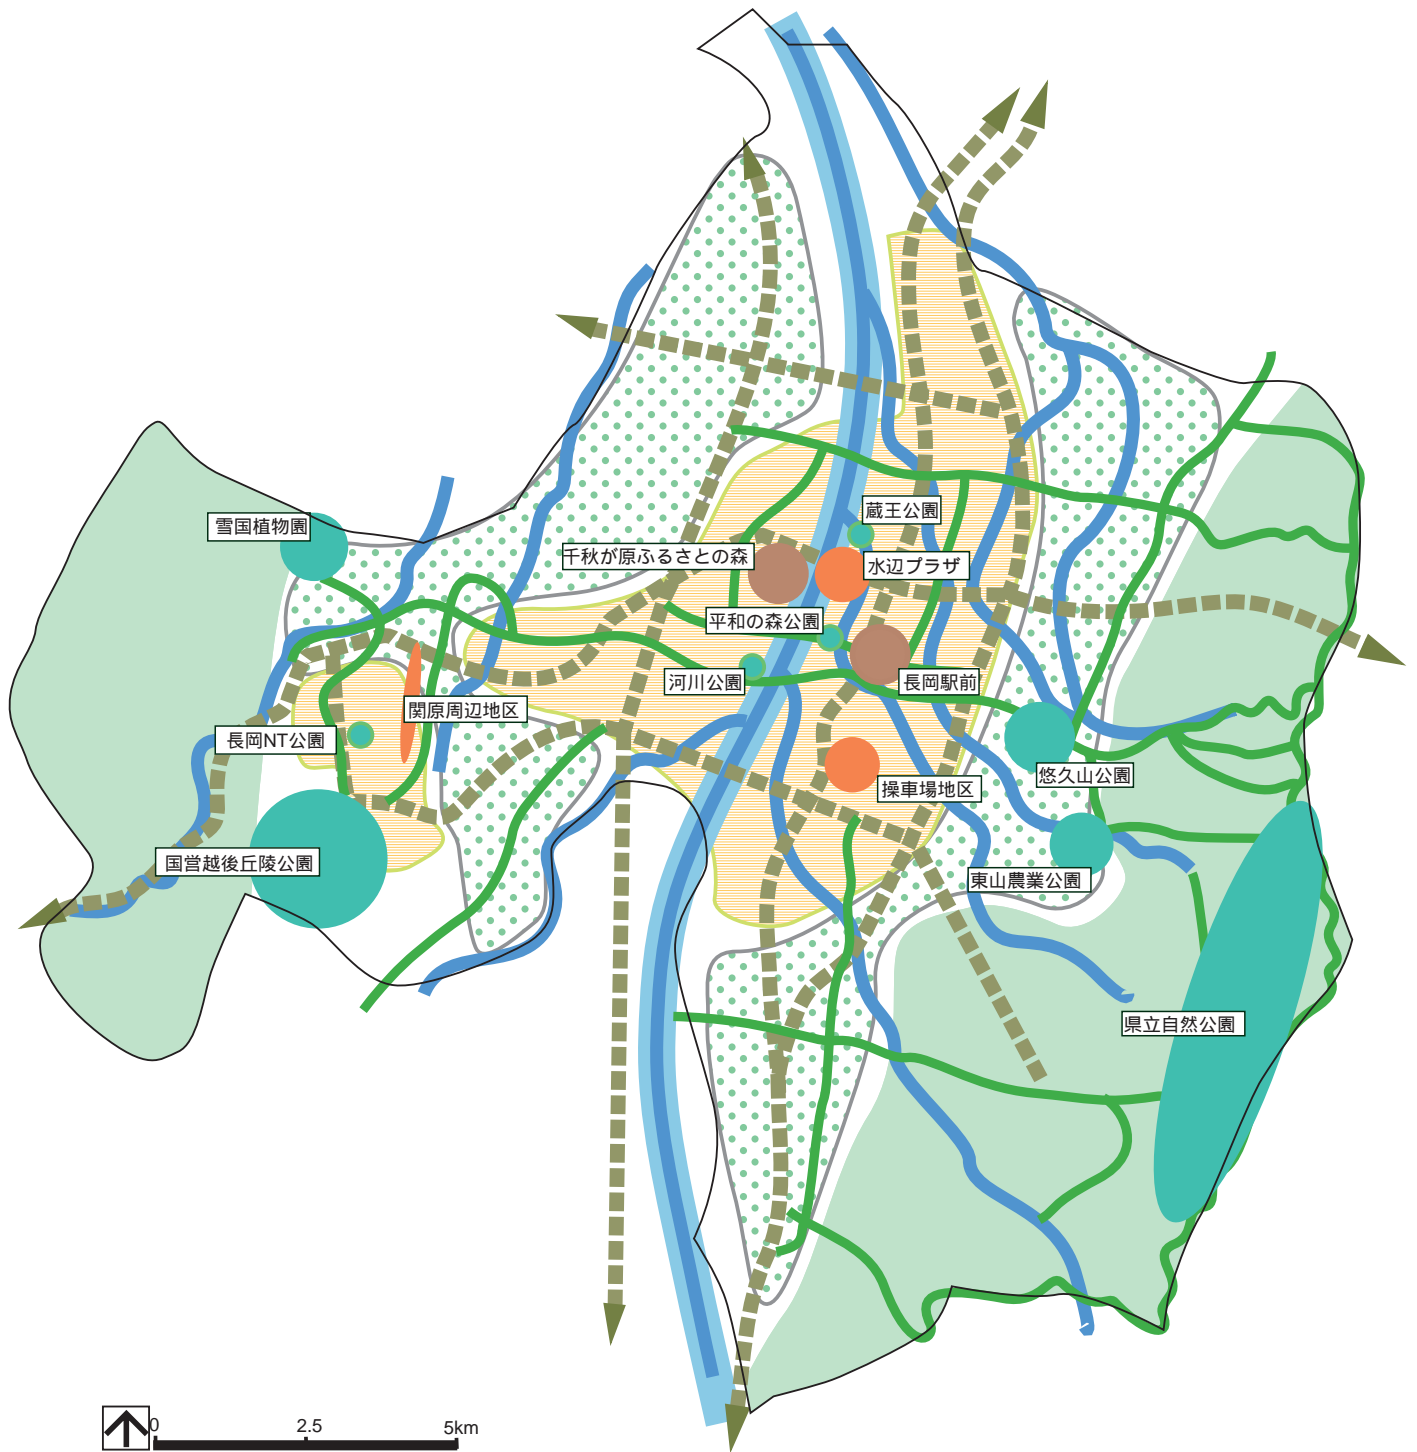 蔵王公園
雪国植物園
千秋が原ふるさとの森
水辺プラザ
平和の森公園
河川公園
長岡駅前
関原周辺地区
長岡NT公園
悠久山公園
操車場地区
国営越後丘陵公園
東山農業公園
県立自然公園
0 2.5 5km